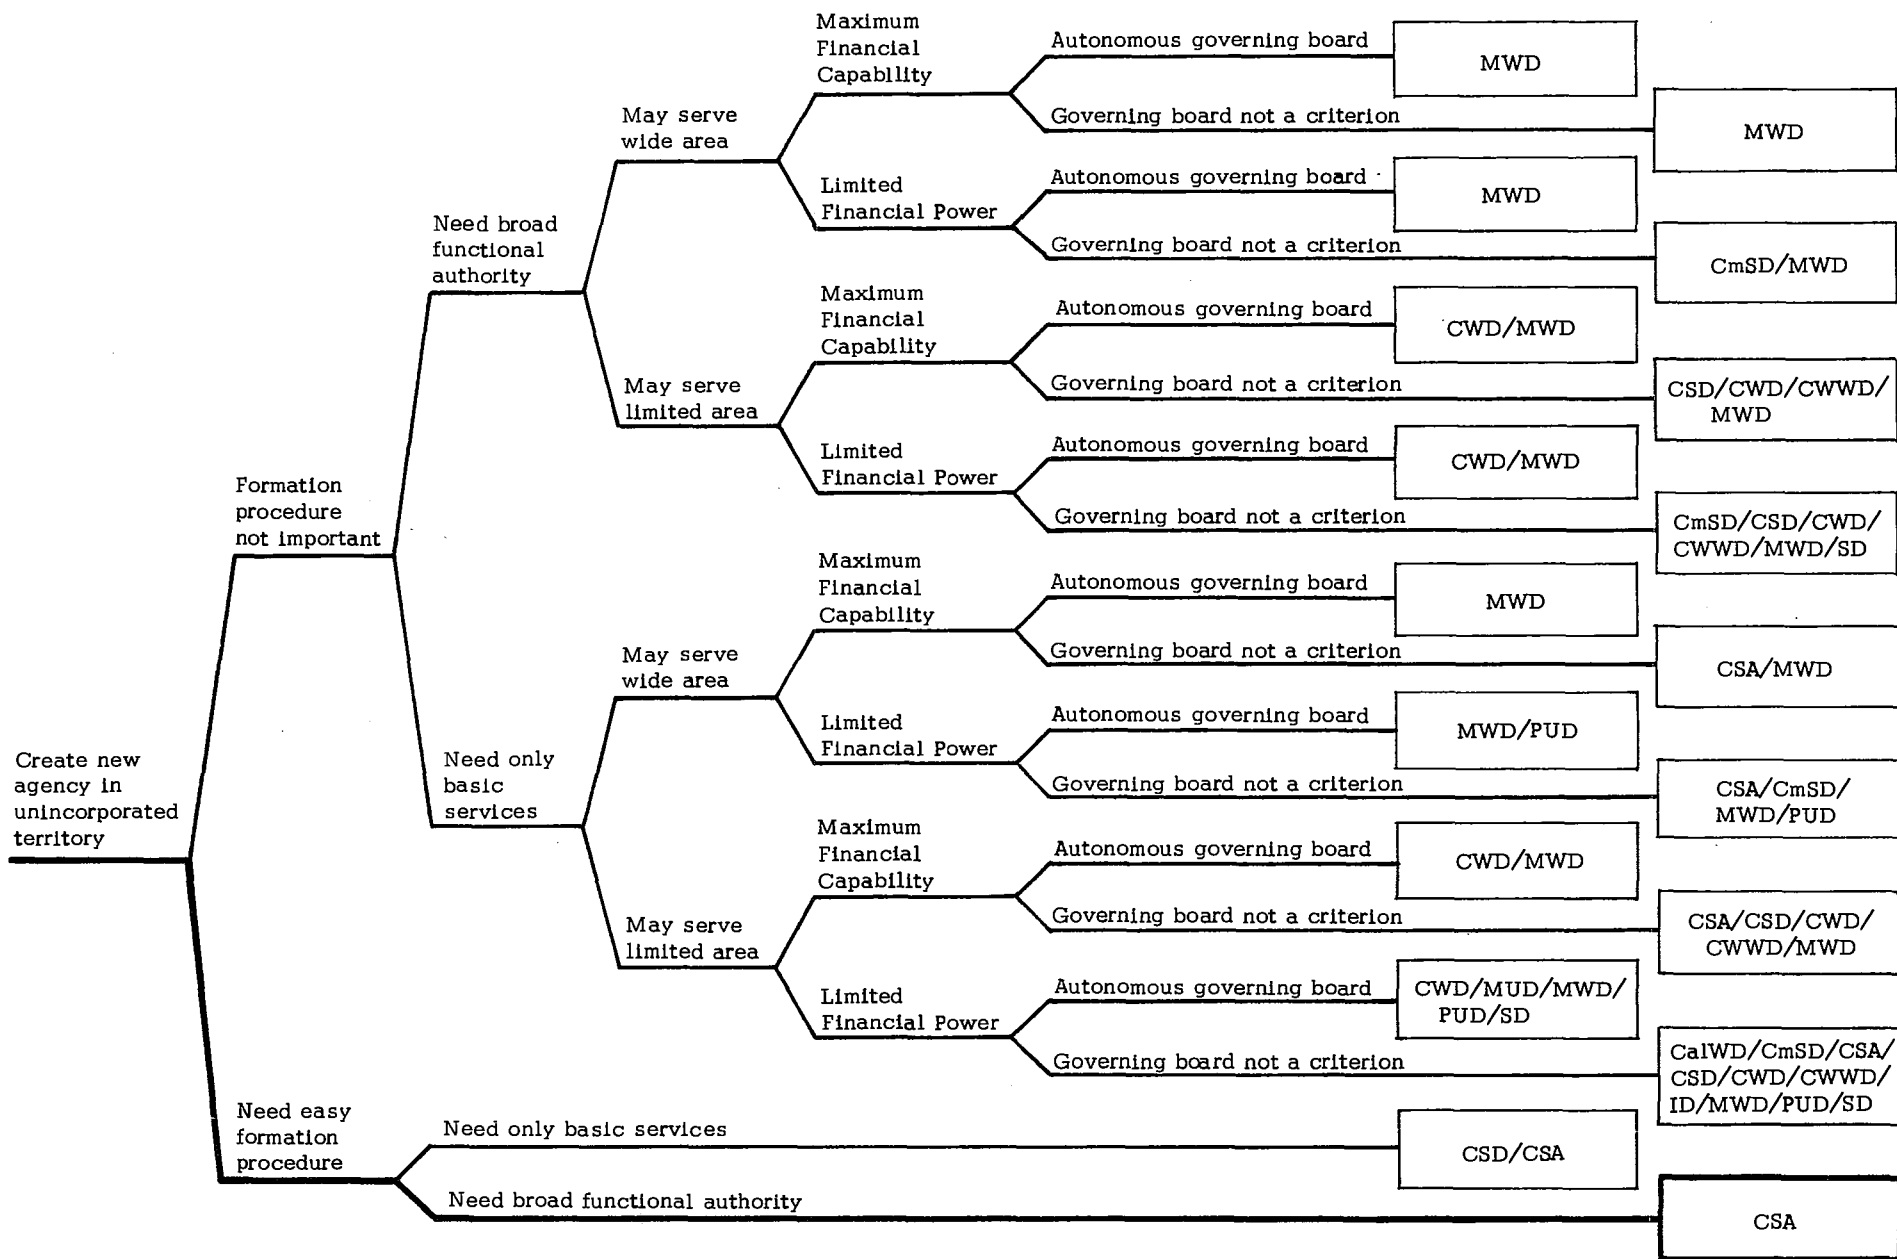 Maximum
Financial
Capability
Autonomous governing board
MWD
Governing board not a criterion
MWD
May serve
wide area
Limited
Financial Power
Autonomous governing board
MWD
Governing board not a criterion
CmSD/MWD
Need broad
functional
authority
Maximum
Financial
Capability
Autonomous governing board
CWD/MWD
Governing board not a criterion
CSD/CWD/CWWD/
MWD
May serve
limited area
Limited
Financial Power
Autonomous governing board
CWD/MWD
Governing board not a criterion
CmSD/CSD/CWD/
CWWD/MWD/SD
Formation
procedure
not important
Maximum
Financial
Capability
Autonomous governing board
MWD
Governing board not a criterion
CSA/MWD
May serve
wide area
Limited
Financial Power
Autonomous governing board
MWD/PUD
Governing board not a criterion
CSA/CmSD/
MWD/PUD
Need only
basic
services
Create new
agency in
unincorporated
territory
Maximum
Financial
Capability
Autonomous governing board
CWD/MWD
Governing board not a criterion
CSA/CSD/CWD/
CWWD/MWD
May serve
limited area
Limited
Financial Power
Autonomous governing board
CWD/MUD/MWD/
PUD/SD
Governing board not a criterion
CalWD/CmSD/CSA/
CSD/CWD/CWWD/
ID/MWD/PUD/SD
Need easy
formation
procedure
Need only basic services
CSD/CSA
Need broad functional authority
CSA